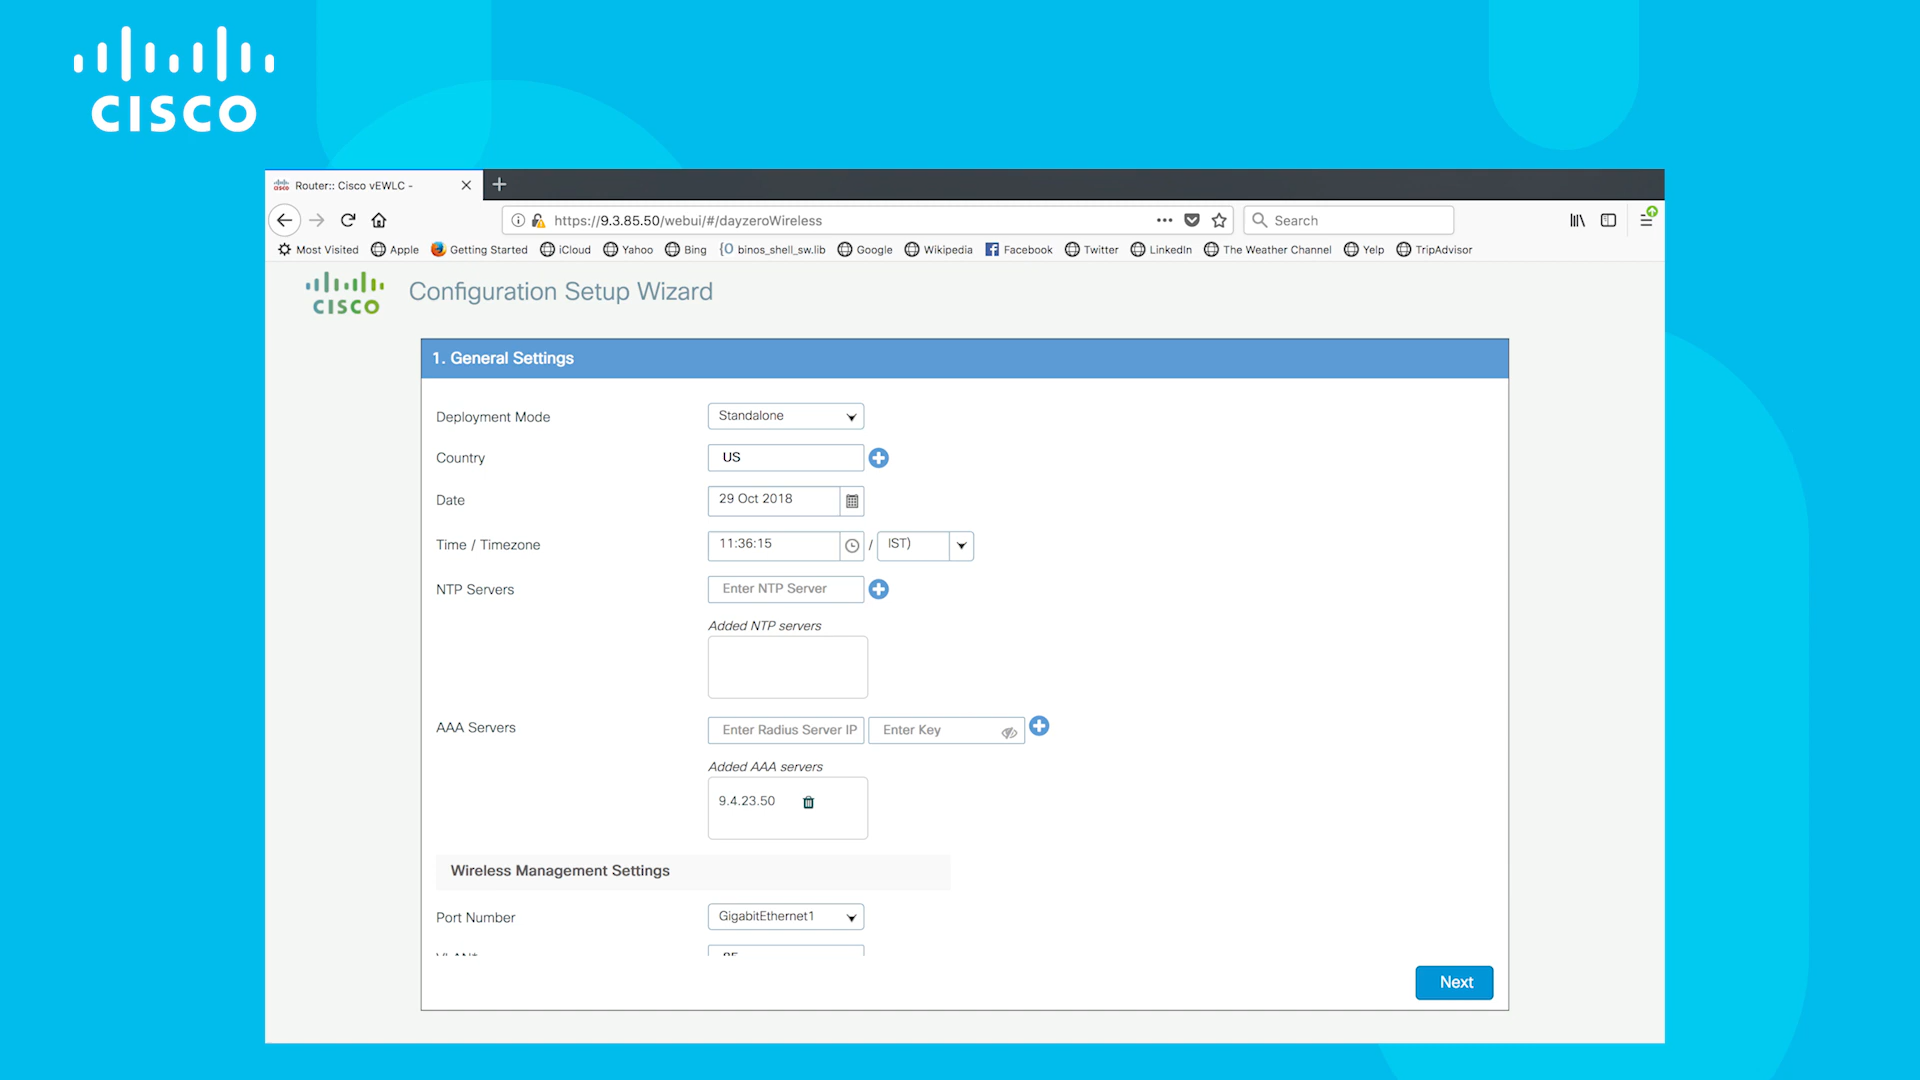 CISCO
Router:: Cisco vEWLC -
https://9.3.85.50/webui/#/dayzeroWireless
Search
Most Visited Apple Getting Started iCloud Yahoo Bing binos_shell_sw.lib Google Wikipedia Facebook Twitter LinkedIn The Weather Channel Yelp TripAdvisor
CISCO Configuration Setup Wizard
1. General Settings
Deployment Mode Standalone
Country US
Date 29 Oct 2018
Time / Timezone 11:36:15 / IST)
NTP Servers Enter NTP Server
Added NTP servers
AAA Servers Enter Radius Server IP Enter Key
Added AAA servers
9.4.23.50
Wireless Management Settings
Port Number GigabitEthernet1
Next